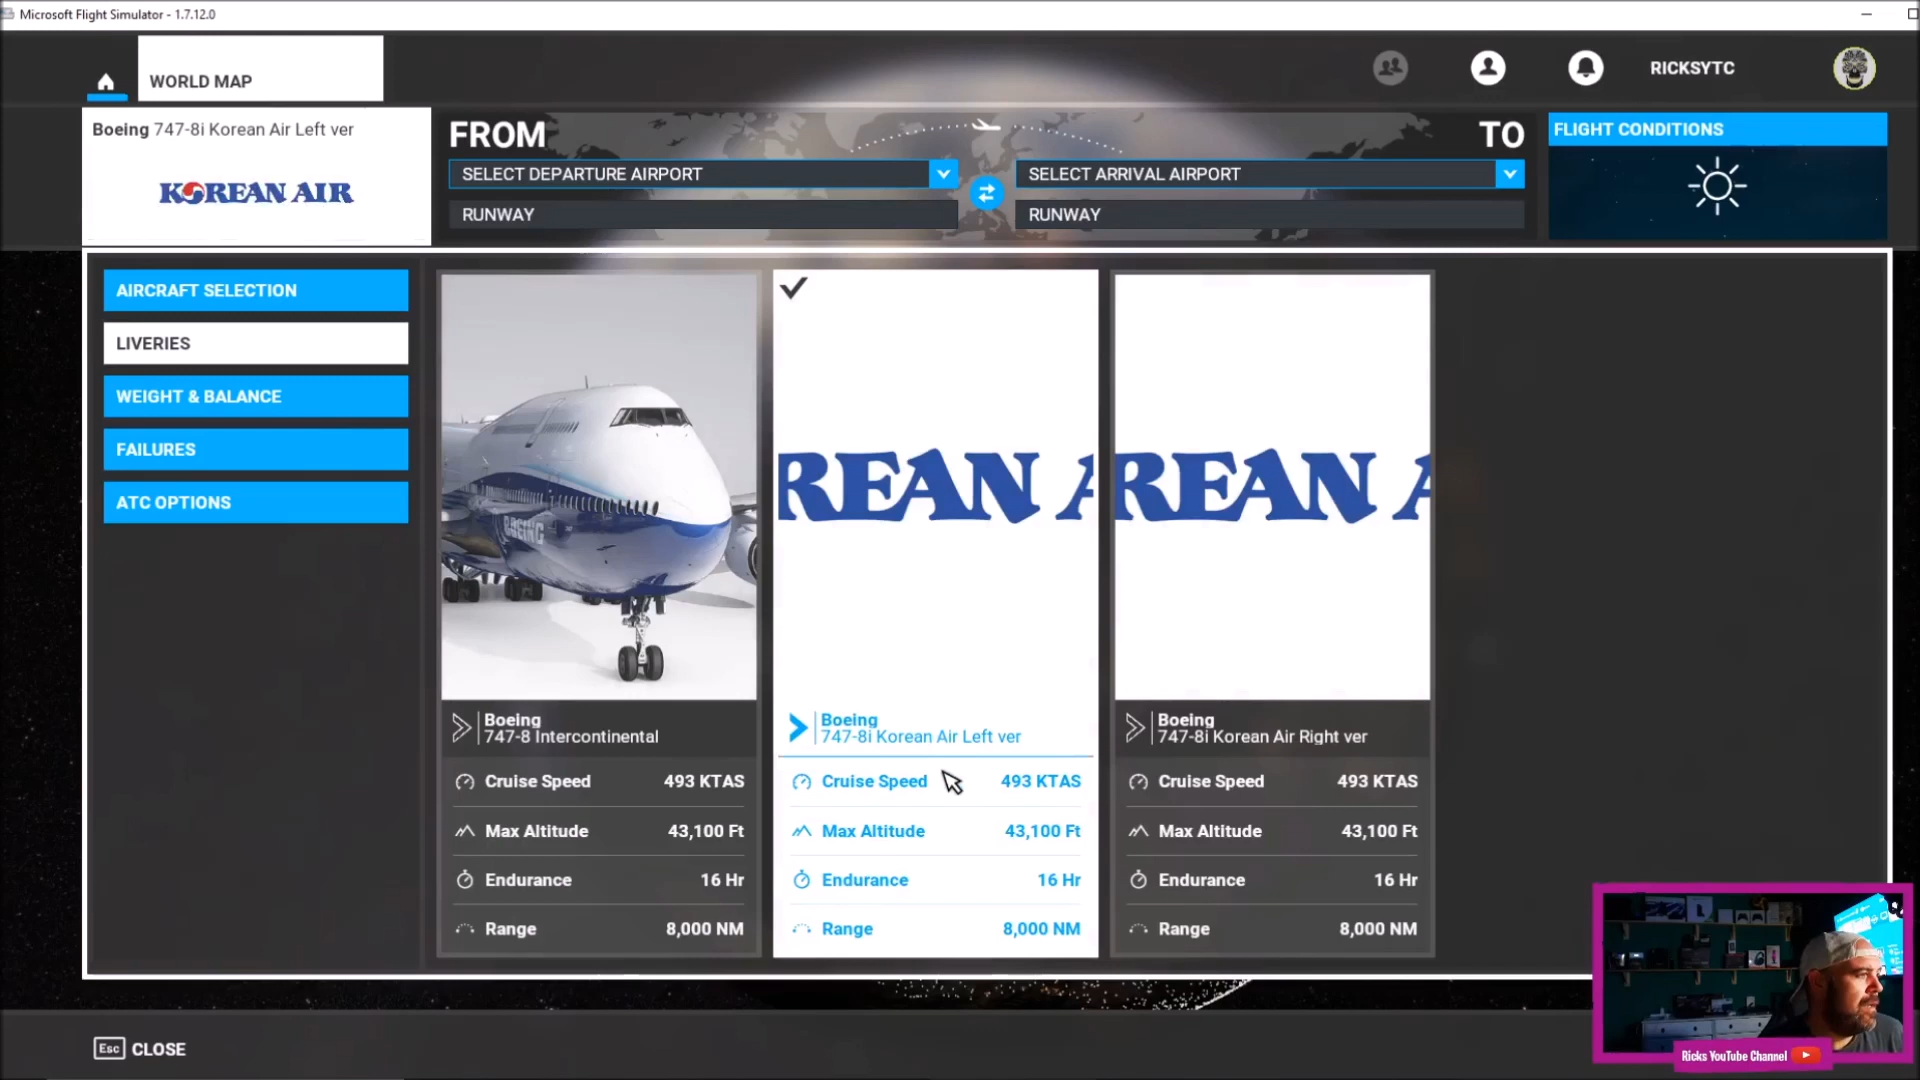 Microsoft Flight Simulator - 1.7.12.0
WORLD MAP
RICKSYTC
Boeing 747-8i Korean Air Left ver
KOREAN AIR
FROM
TO
SELECT DEPARTURE AIRPORT
SELECT ARRIVAL AIRPORT
RUNWAY
RUNWAY
FLIGHT CONDITIONS
AIRCRAFT SELECTION
LIVERIES
WEIGHT & BALANCE
FAILURES
ATC OPTIONS
BOEING
Boeing
747-8 Intercontinental
Cruise Speed 493 KTAS
Max Altitude 43,100 Ft
Endurance 16 Hr
Range 8,000 NM
REAN A
Boeing
747-8i Korean Air Left ver
Cruise Speed 493 KTAS
Max Altitude 43,100 Ft
Endurance 16 Hr
Range 8,000 NM
REAN A
Boeing
747-8i Korean Air Right ver
Cruise Speed 493 KTAS
Max Altitude 43,100 Ft
Endurance 16 Hr
Range 8,000 NM
Esc CLOSE
Ricks YouTube Channel